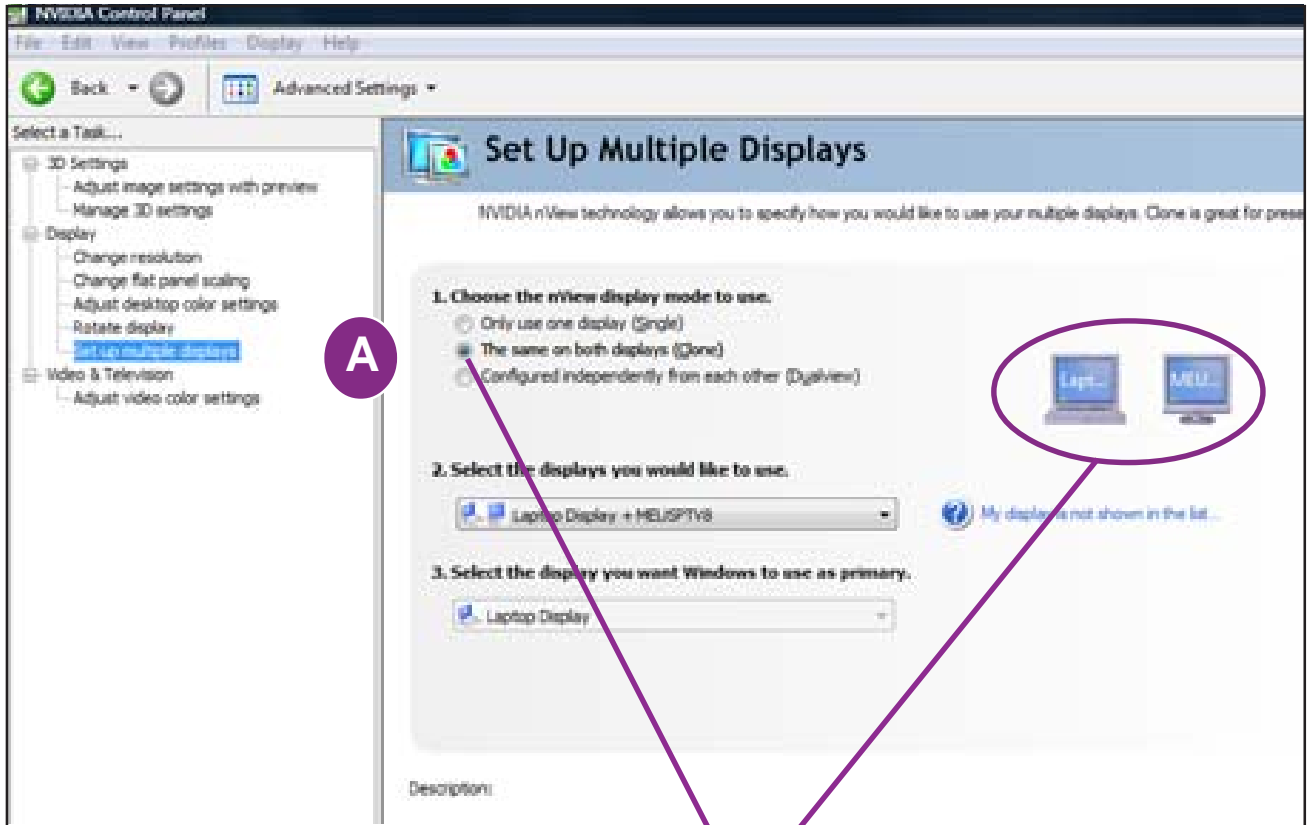 NVIDIA Control Panel
File Edit View Profiles Display Help
Back Advanced Settings
Select a Task...
3D Settings
Adjust image settings with preview
Manage 3D settings
Display
Change resolution
Change flat panel scaling
Adjust desktop color settings
Rotate display
Set up multiple displays
Video & Television
Adjust video color settings
A
Set Up Multiple Displays
NVIDIA nView technology allows you to specify how you would like to use your multiple displays. Clone is great for prese
1. Choose the nView display mode to use.
Only use one display (Single)
The same on both displays (Clone)
Configured independently from each other (Dualview)
Lapt... MEU...
2. Select the displays you would like to use.
Laptop Display + MEUSPTV8
My display is not shown in the list...
3. Select the display you want Windows to use as primary.
Laptop Display
Description: